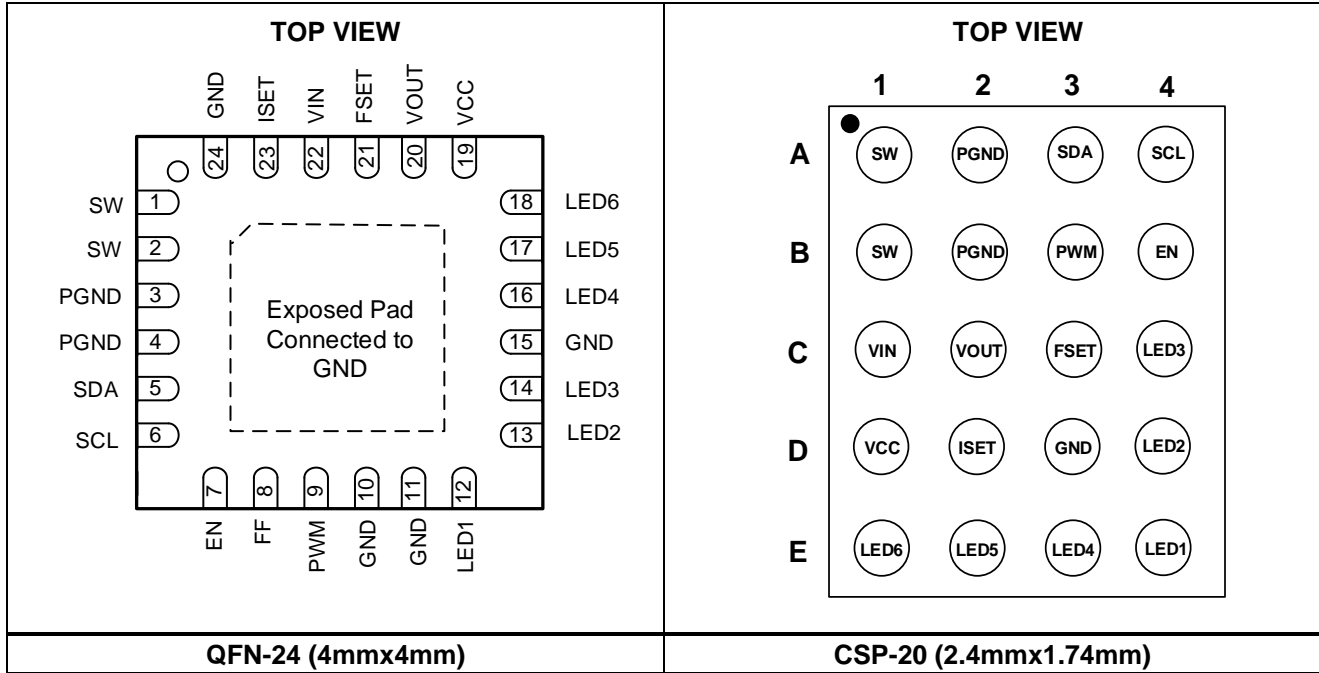 TOP VIEW
GND ISET VIN FSET VOUT VCC
24 23 22 21 20 19
SW 1
SW 2
PGND 3
PGND 4
SDA 5
SCL 6
18 LED6
17 LED5
16 LED4
15 GND
14 LED3
13 LED2
Exposed Pad
Connected to
GND
7 8 9 10 11 12
EN FF PWM GND GND LED1
QFN-24 (4mmx4mm)
TOP VIEW
1 2 3 4
A SW PGND SDA SCL
B SW PGND PWM EN
C VIN VOUT FSET LED3
D VCC ISET GND LED2
E LED6 LED5 LED4 LED1
CSP-20 (2.4mmx1.74mm)